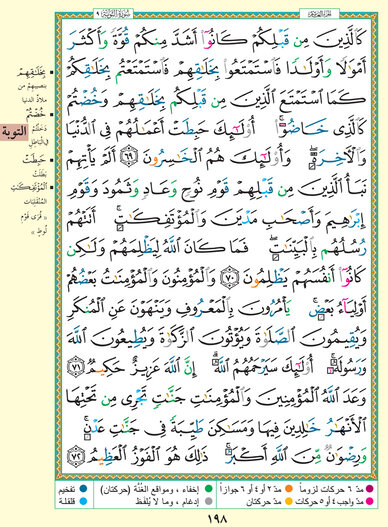 الجزء العاشر
سورة التوبة ٩
كَالَّذِينَ مِن قَبْلِكُمْ كَانُوٓا۟ أَشَدَّ مِنكُمْ قُوَّةً وَأَكْثَرَ
أَمْوَٰلًا وَأَوْلَـٰدًا فَٱسْتَمْتَعُوا۟ بِخَلَـٰقِهِمْ فَٱسْتَمْتَعْتُم بِخَلَـٰقِكُمْ
كَمَا ٱسْتَمْتَعَ ٱلَّذِينَ مِن قَبْلِكُم بِخَلَـٰقِهِمْ وَخُضْتُمْ
كَٱلَّذِى خَاضُوٓا۟ ۚ أُو۟لَـٰٓئِكَ حَبِطَتْ أَعْمَـٰلُهُمْ فِى ٱلدُّنْيَا
وَٱلْـَٔاخِرَةِ ۖ وَأُو۟لَـٰٓئِكَ هُمُ ٱلْخَـٰسِرُونَ ٦٩ أَلَمْ يَأْتِهِمْ
نَبَأُ ٱلَّذِينَ مِن قَبْلِهِمْ قَوْمِ نُوحٍ وَعَادٍ وَثَمُودَ وَقَوْمِ
إِبْرَٰهِيمَ وَأَصْحَـٰبِ مَدْيَنَ وَٱلْمُؤْتَفِكَـٰتِ ۚ أَتَتْهُمْ
رُسُلُهُم بِٱلْبَيِّنَـٰتِ ۖ فَمَا كَانَ ٱللَّهُ لِيَظْلِمَهُمْ وَلَـٰكِن
كَانُوٓا۟ أَنفُسَهُمْ يَظْلِمُونَ ٧٠ وَٱلْمُؤْمِنُونَ وَٱلْمُؤْمِنَـٰتُ بَعْضُهُمْ
أَوْلِيَآءُ بَعْضٍ ۚ يَأْمُرُونَ بِٱلْمَعْرُوفِ وَيَنْهَوْنَ عَنِ ٱلْمُنكَرِ
وَيُقِيمُونَ ٱلصَّلَوٰةَ وَيُؤْتُونَ ٱلزَّكَوٰةَ وَيُطِيعُونَ ٱللَّهَ
وَرَسُولَهُۥٓ ۚ أُو۟لَـٰٓئِكَ سَيَرْحَمُهُمُ ٱللَّهُ ۗ إِنَّ ٱللَّهَ عَزِيزٌ حَكِيمٌ ٧١
وَعَدَ ٱللَّهُ ٱلْمُؤْمِنِينَ وَٱلْمُؤْمِنَـٰتِ جَنَّـٰتٍ تَجْرِى مِن تَحْتِهَا
ٱلْأَنْهَـٰرُ خَـٰلِدِينَ فِيهَا وَمَسَـٰكِنَ طَيِّبَةً فِى جَنَّـٰتِ عَدْنٍ ۚ
وَرِضْوَٰنٌ مِّنَ ٱللَّهِ أَكْبَرُ ۚ ذَٰلِكَ هُوَ ٱلْفَوْزُ ٱلْعَظِيمُ ٧٢
بِخَلَـٰقِهِمْ
بنصيبهم من
ملاذ الدنيا
خُضْتُمْ
دخلتم
في الباطل
حَبِطَتْ
بطلت
ٱلْمُؤْتَفِكَـٰتِ
المنقلبات
قرى قوم
لوط
التوبة
مدّ ٦ حركات لزوماً
مدّ ٢ أو ٤ أو ٦ جوازاً
إخفاء، ومواقع الغُنَّة (حركتان)
تفخيم
مدّ واجب ٤ أو ٥ حركات
مدّ حركتان
إدغام، وما لا يُلفَظ
قلقلة
١٩٨